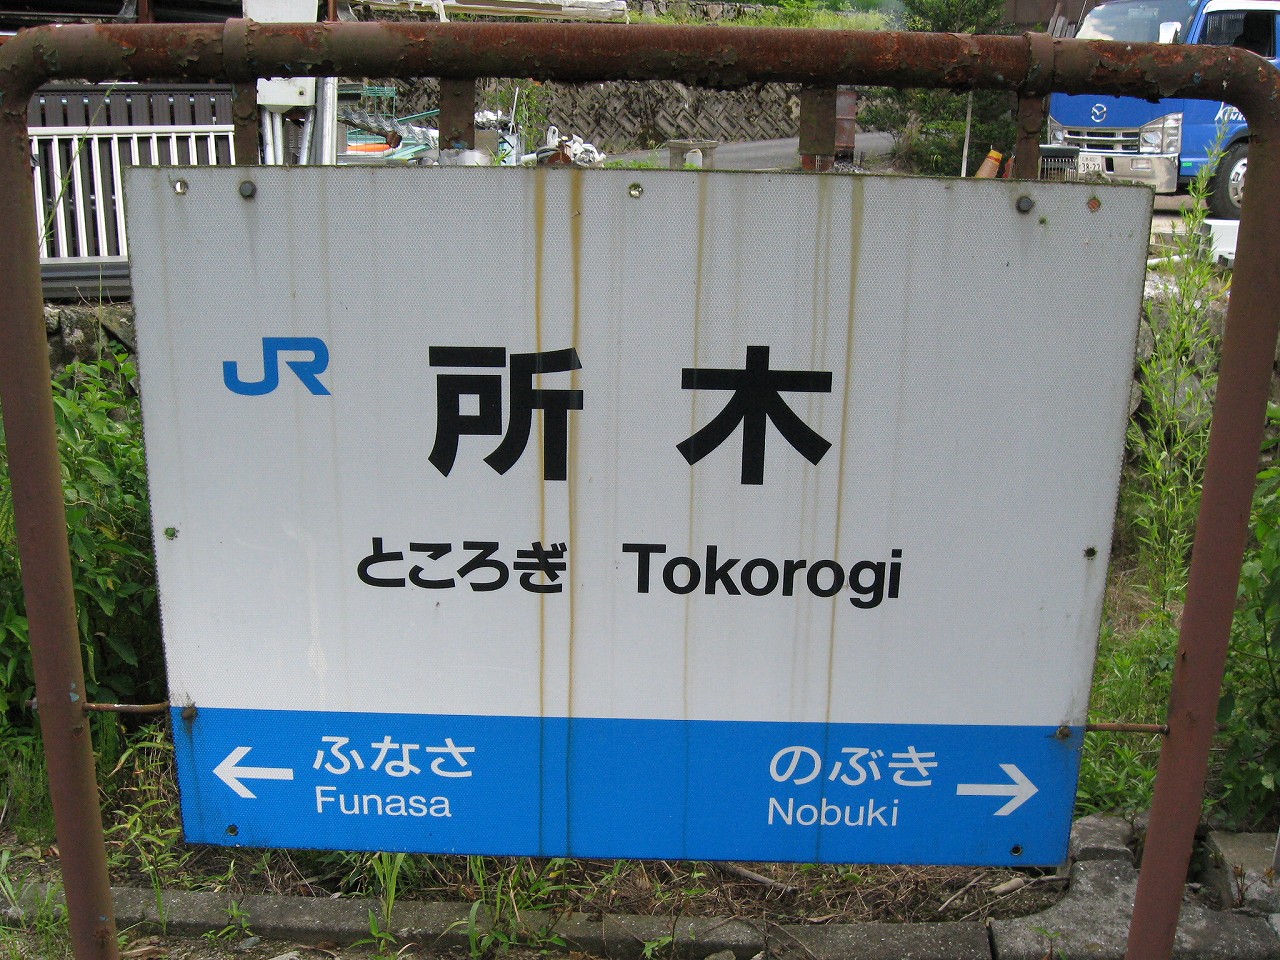 JR 所木
ところぎ Tokorogi
ふなさ
Funasa
のぶき
Nobuki